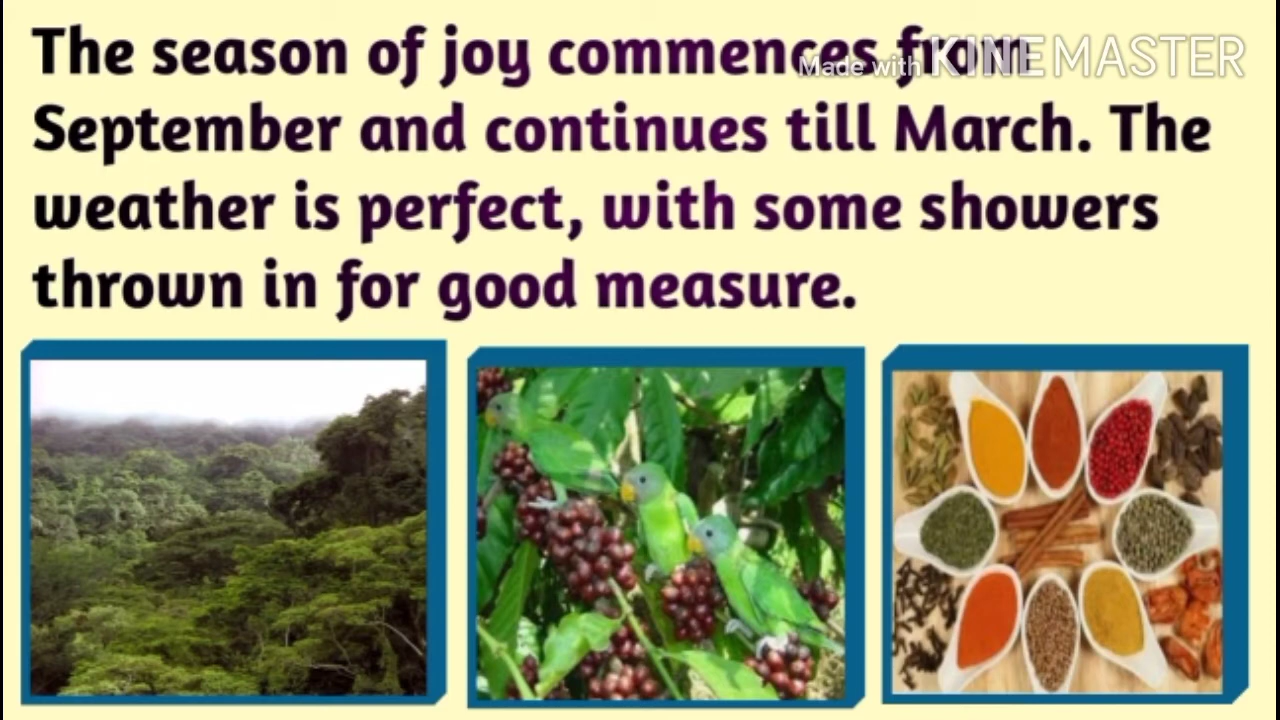 The season of joy commences from
Made with KINEMASTER
September and continues till March. The
weather is perfect, with some showers
thrown in for good measure.